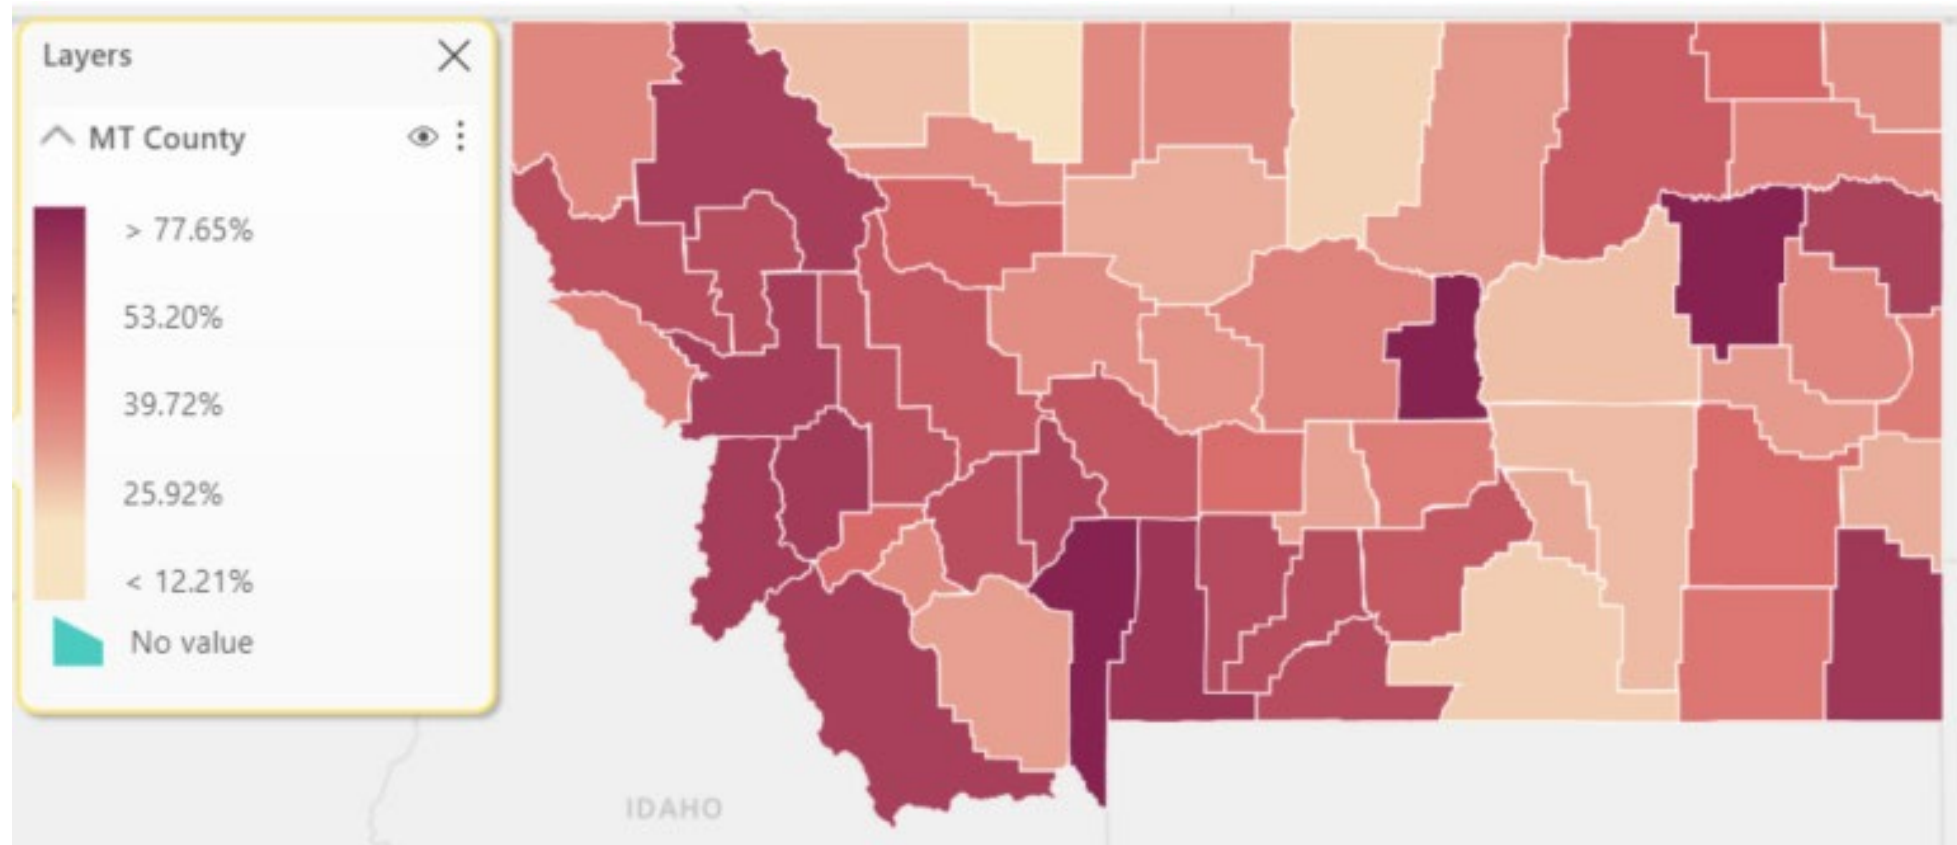 Layers
MT County
> 77.65%
53.20%
39.72%
25.92%
< 12.21%
No value
IDAHO